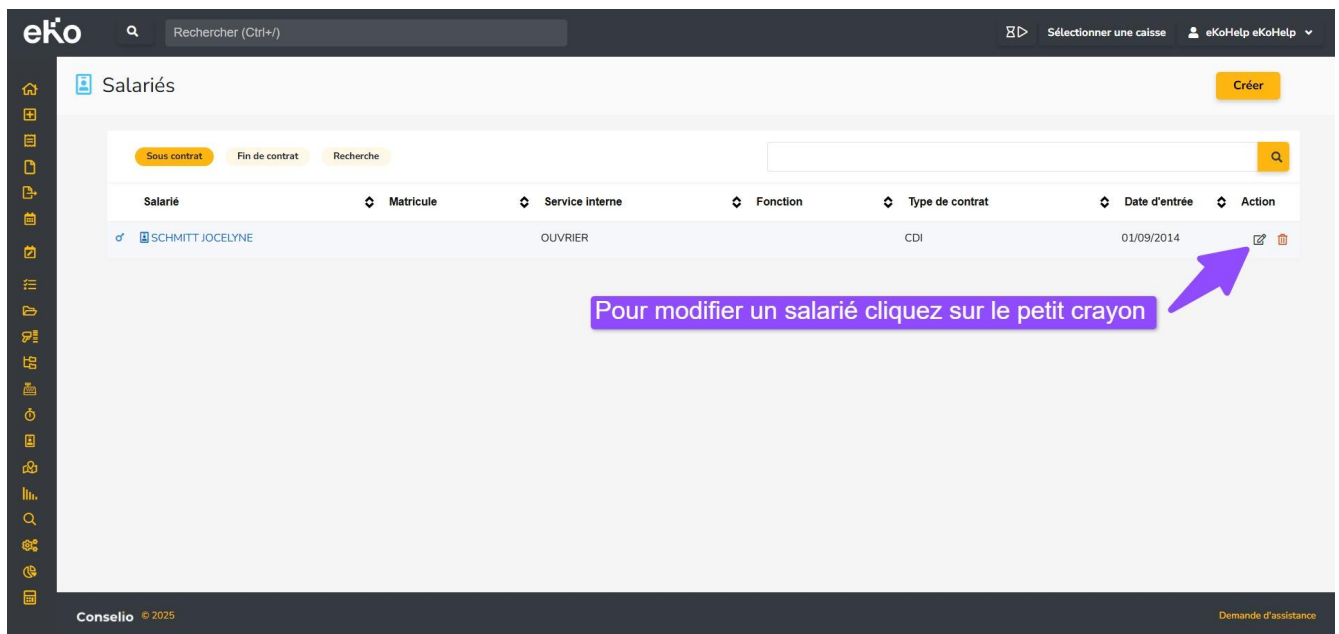 eKo
Rechercher (Ctrl+/)
Sélectionner une caisse
eKoHelp eKoHelp
Salariés
Créer
Sous contrat
Fin de contrat
Recherche
Salarié
Matricule
Service interne
Fonction
Type de contrat
Date d'entrée
Action
SCHMITT JOCELYNE
OUVRIER
CDI
01/09/2014
Pour modifier un salarié cliquez sur le petit crayon
Conselio © 2025
Demande d'assistance